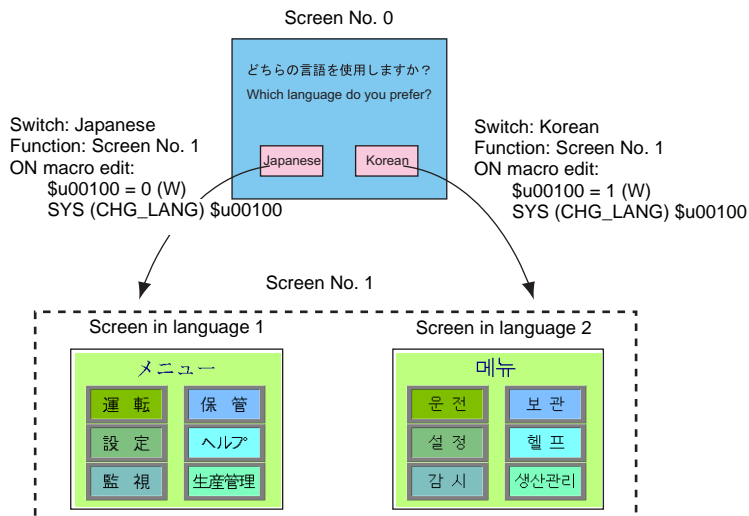 Screen No. 0
どちらの言語を使用しますか？
Which language do you prefer?
Japanese
Korean
Switch: Japanese
Function: Screen No. 1
ON macro edit:
$u00100 = 0 (W)
SYS (CHG_LANG) $u00100
Switch: Korean
Function: Screen No. 1
ON macro edit:
$u00100 = 1 (W)
SYS (CHG_LANG) $u00100
Screen No. 1
Screen in language 1
メニュー
運 転
保 管
設 定
ヘルプ
監 視
生産管理
Screen in language 2
메뉴
운 전
보 관
설 정
헬 프
감 시
생산관리